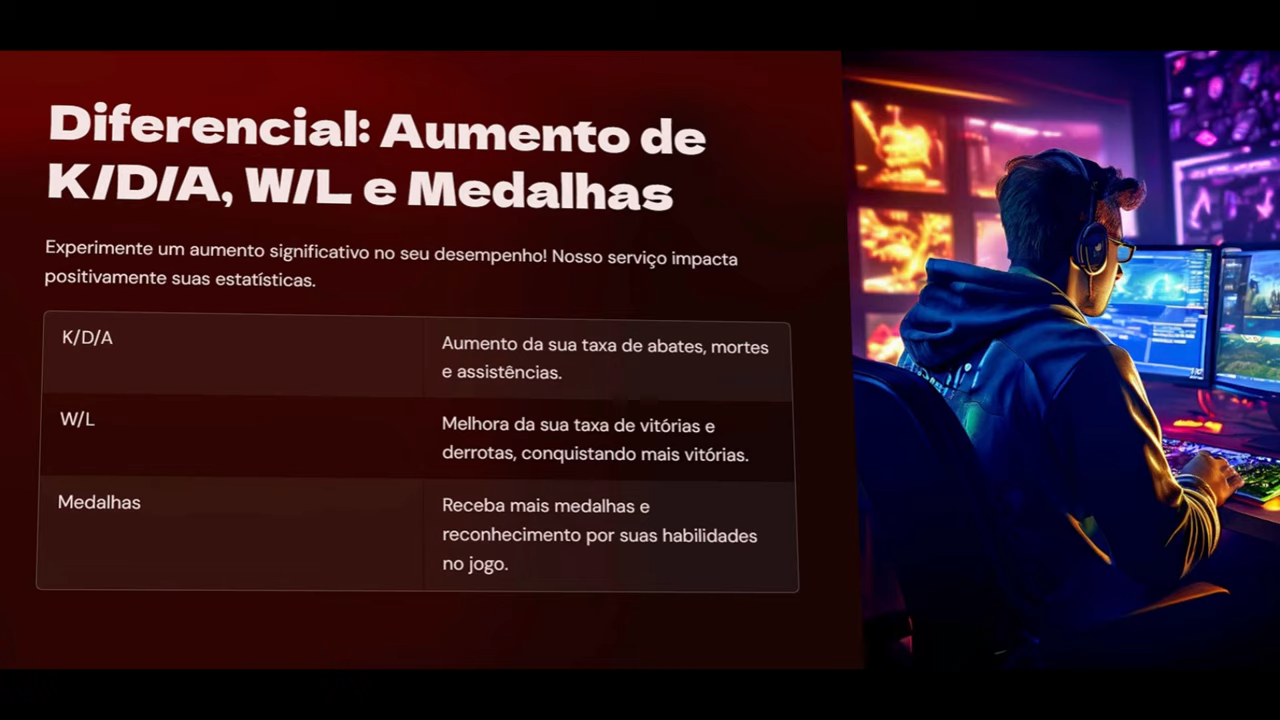 Diferencial: Aumento de
K/D/A, W/L e Medalhas
Experimente um aumento significativo no seu desempenho! Nosso serviço impacta
positivamente suas estatísticas.
K/D/A
Aumento da sua taxa de abates, mortes
e assistências.
W/L
Melhora da sua taxa de vitórias e
derrotas, conquistando mais vitórias.
Medalhas
Receba mais medalhas e
reconhecimento por suas habilidades
no jogo.